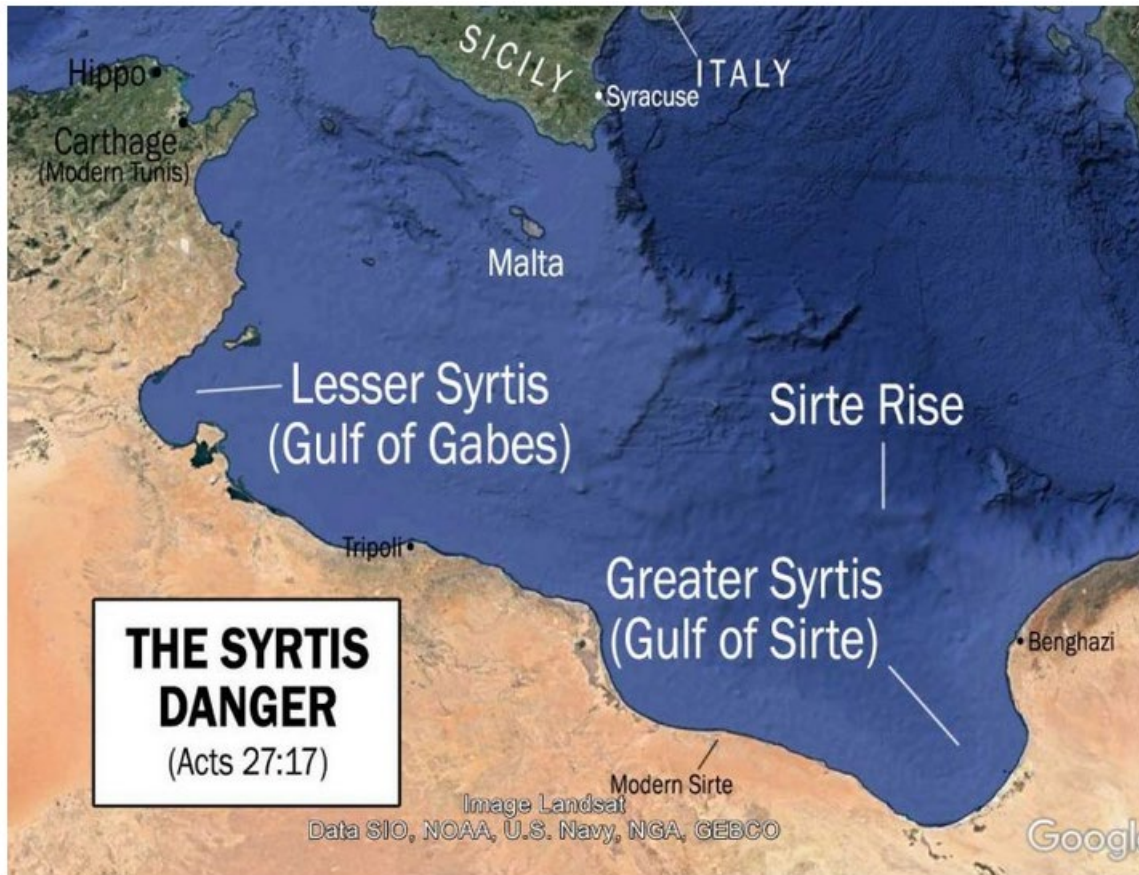 SICILY
ITALY
Hippo
Syracuse
Carthage
(Modern Tunis)
Malta
Lesser Syrtis
(Gulf of Gabes)
Sirte Rise
Tripoli
Greater Syrtis
(Gulf of Sirte)
THE SYRTIS
DANGER
(Acts 27:17)
Benghazi
Modern Sirte
Image Landsat
Data SIO, NOAA, U.S. Navy, NGA, GEBCO
Google